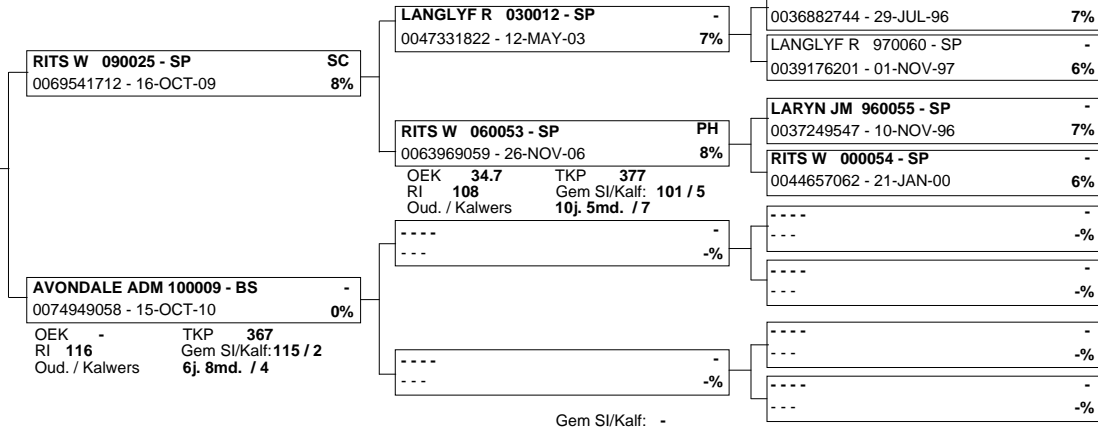 LANGLYF R 030012 - SP -
0047331822 - 12-MAY-03 7%
0036882744 - 29-JUL-96 7%
LANGLYF R 970060 - SP -
0039176201 - 01-NOV-97 6%
RITS W 090025 - SP SC
0069541712 - 16-OCT-09 8%
RITS W 060053 - SP PH
0063969059 - 26-NOV-06 8%
OEK 34.7 TKP 377
RI 108 Gem SI/Kalf: 101 / 5
Oud. / Kalwers 10j. 5md. / 7
LARYN JM 960055 - SP -
0037249547 - 10-NOV-96 7%
RITS W 000054 - SP -
0044657062 - 21-JAN-00 6%
AVONDALE ADM 100009 - BS -
0074949058 - 15-OCT-10 0%
OEK - TKP 367
RI 116 Gem SI/Kalf: 115 / 2
Oud. / Kalwers 6j. 8md. / 4
- - - - -
- - - -%
- - - - -
- - - -%
- - - - -
- - - -%
- - - - -
- - - -%
Gem SI/Kalf: -
- - - - -
- - - -%
- - - - -
- - - -%